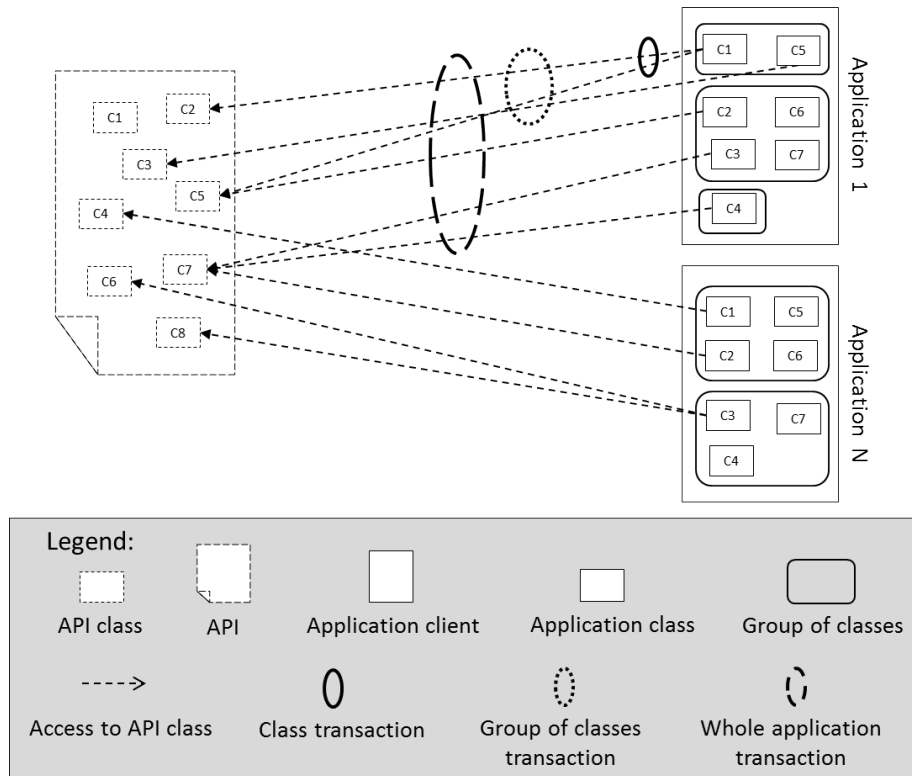 C1
C2
C3
C5
C4
C7
C6
C8
C1
C5
C2
C6
C3
C7
C4
Application 1
C1
C5
C2
C6
C3
C7
C4
Application N
Legend:
API class
API
Application client
Application class
Group of classes
Access to API class
Class transaction
Group of classes
transaction
Whole application
transaction